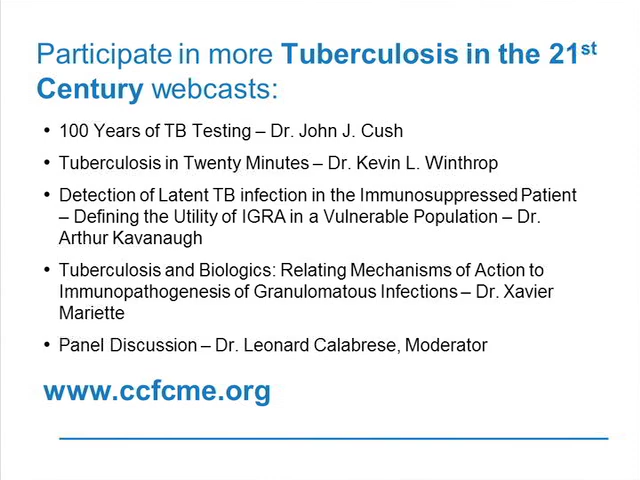 Participate in more Tuberculosis in the 21st
Century webcasts:
• 100 Years of TB Testing – Dr. John J. Cush
• Tuberculosis in Twenty Minutes – Dr. Kevin L. Winthrop
• Detection of Latent TB infection in the Immunosuppressed Patient
– Defining the Utility of IGRA in a Vulnerable Population – Dr.
Arthur Kavanaugh
• Tuberculosis and Biologics: Relating Mechanisms of Action to
Immunopathogenesis of Granulomatous Infections – Dr. Xavier
Mariette
• Panel Discussion – Dr. Leonard Calabrese, Moderator
www.ccfcme.org